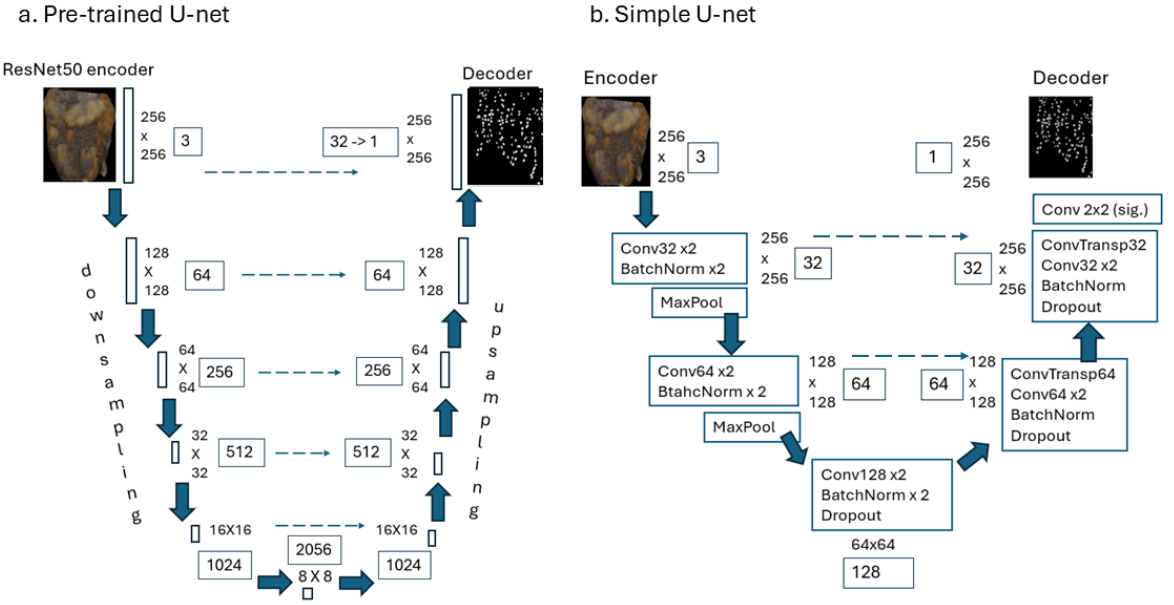 a. Pre-trained U-net
ResNet50 encoder
Decoder
256
x
256
3
32 -> 1
256
x
256
128
X
128
64
64
128
X
128
downsampling
upsampling
64
X
64
256
256
64
X
64
32
X
32
512
512
32
X
32
16X16
1024
2056
8 X 8
16X16
1024
b. Simple U-net
Encoder
Decoder
256
x
256
3
1
256
x
256
Conv 2x2 (sig.)
Conv32 x2
BatchNorm x2
MaxPool
256
x
256
32
32
256
x
256
ConvTransp32
Conv32 x2
BatchNorm
Dropout
Conv64 x2
BtahcNorm x 2
MaxPool
128
x
128
64
64
128
x
128
ConvTransp64
Conv64 x2
BatchNorm
Dropout
Conv128 x2
BatchNorm x 2
Dropout
64x64
128